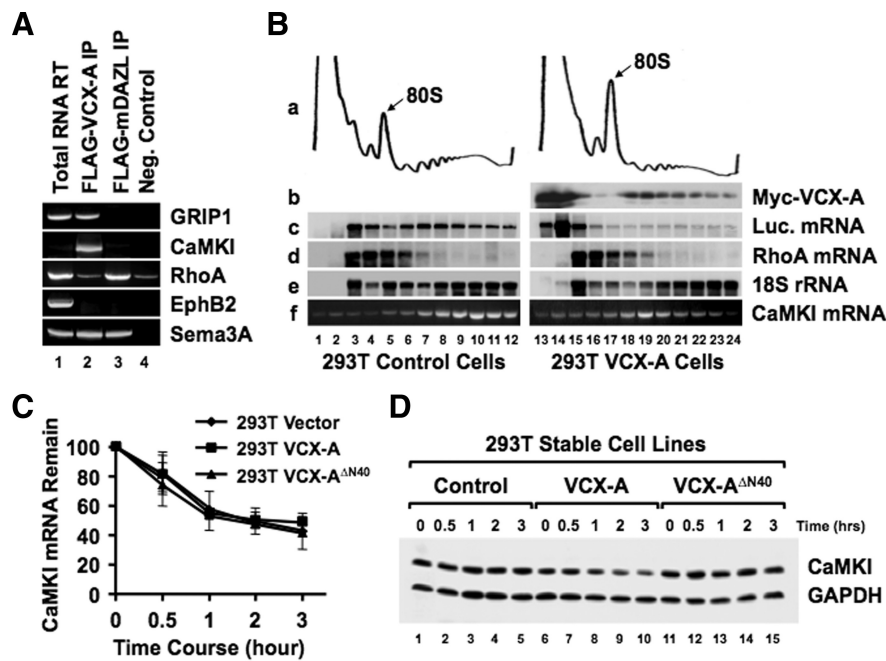 A
Total RNA RT
FLAG-VCX-A IP
FLAG-mDAZL IP
Neg. Control
GRIP1
CaMKI
RhoA
EphB2
Sema3A
1 2 3 4
B
80S
80S
a
b
Myc-VCX-A
c
Luc. mRNA
d
RhoA mRNA
e
18S rRNA
f
CaMKI mRNA
1 2 3 4 5 6 7 8 9 10 11 12
13 14 15 16 17 18 19 20 21 22 23 24
293T Control Cells
293T VCX-A Cells
C
293T Vector
293T VCX-A
293T VCX-AΔN40
CaMKI mRNA Remain
100
80
60
40
20
0
0 0.5 1 2 3
Time Course (hour)
D
293T Stable Cell Lines
Control
VCX-A
VCX-AΔN40
0 0.5 1 2 3 0 0.5 1 2 3 0 0.5 1 2 3 Time (hrs)
CaMKI
GAPDH
1 2 3 4 5 6 7 8 9 10 11 12 13 14 15